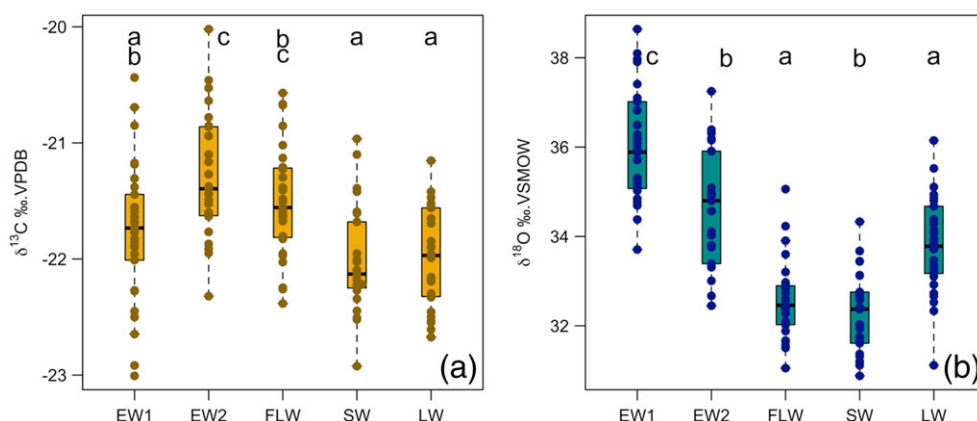 -20
-21
-22
-23
δ13C ‰.VPDB
a
b
c
b
c
a
a
(a)
EW1 EW2 FLW SW LW
38
36
34
32
δ18O ‰.VSMOW
c b a b a
(b)
EW1 EW2 FLW SW LW